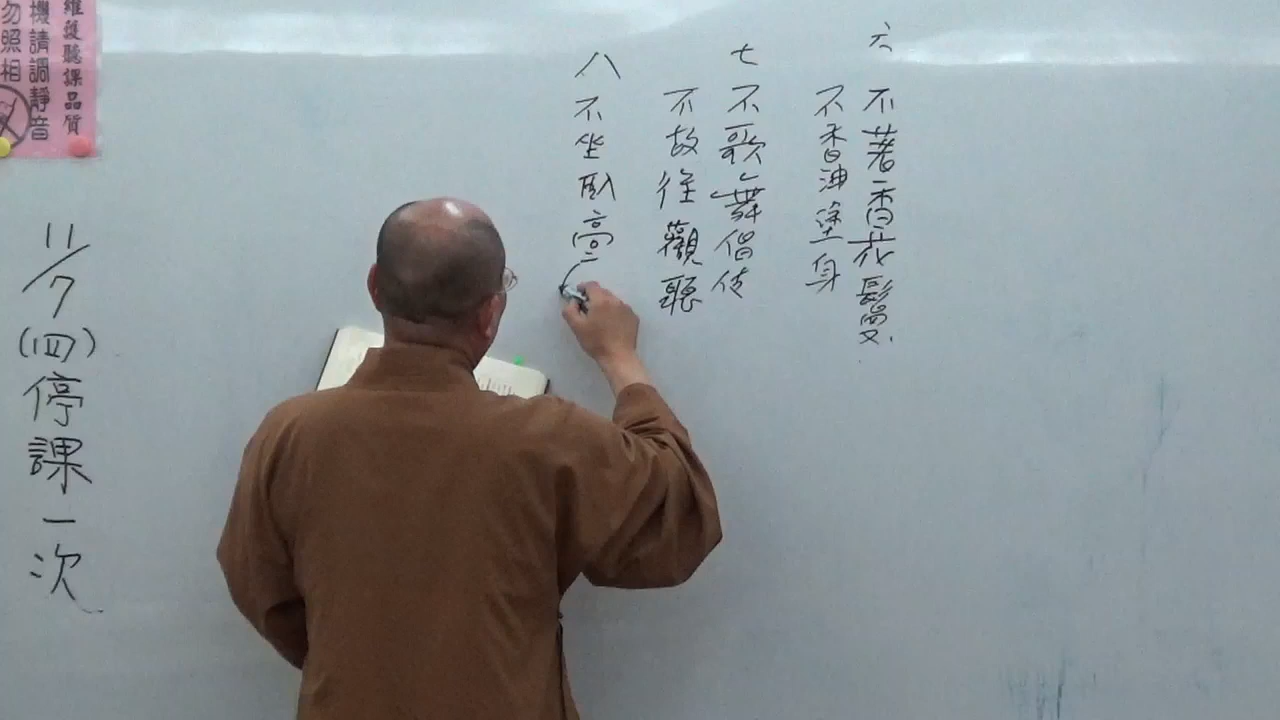 六 不著香花鬘
不香油塗身
七 不歌舞倡伎
不故往觀聽
八 不坐臥高
維護聽課品質
機請調靜音
勿照相
11/7(四)停課一次